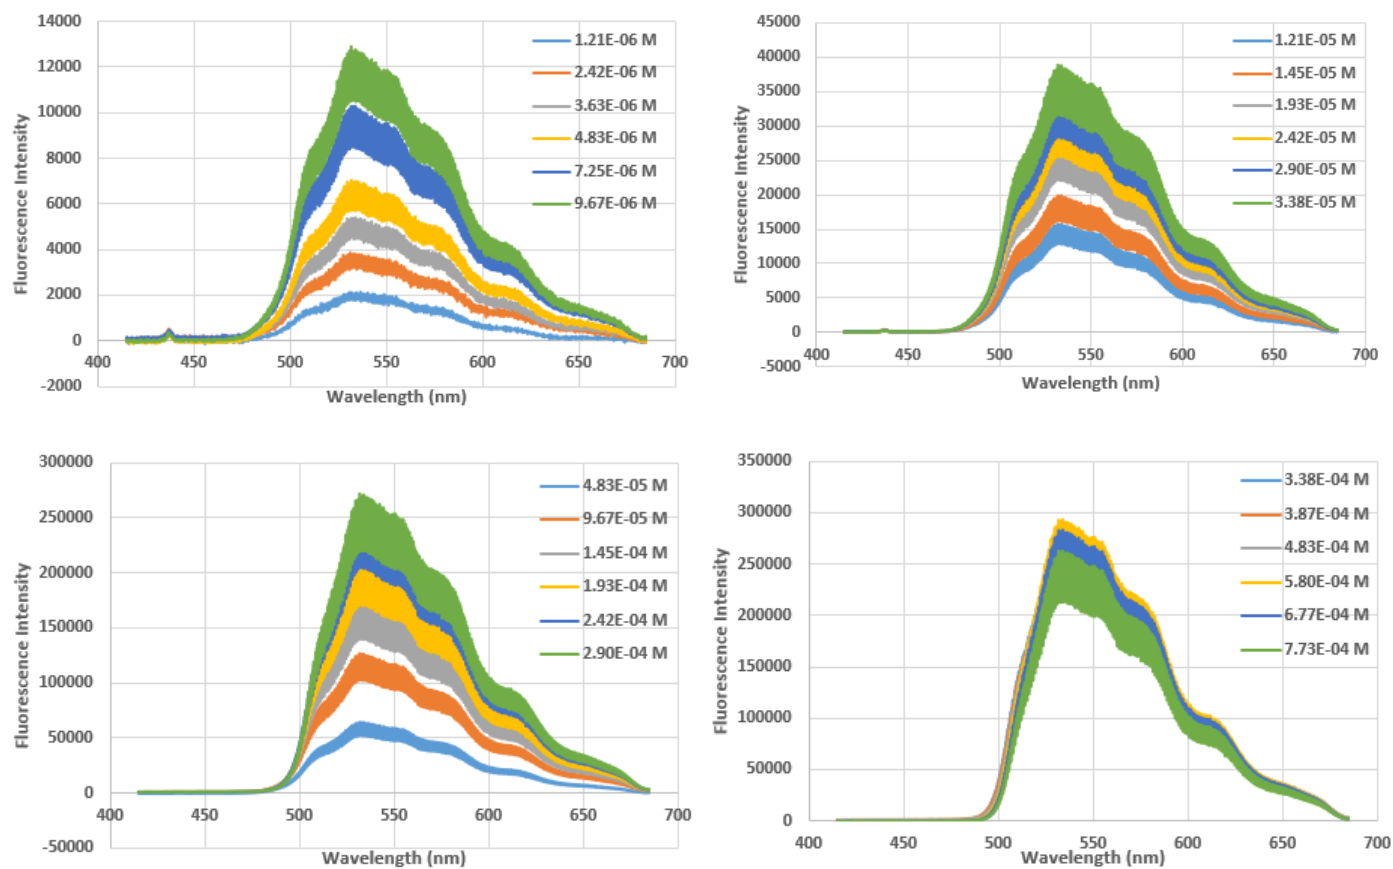 14000
12000
10000
8000
6000
4000
2000
0
-2000
400
500
600
700
Fluorescence Intensity
Wavelength (nm)
1.21E-06 M
2.42E-06 M
3.63E-06 M
4.83E-06 M
7.25E-06 M
9.67E-06 M
45000
40000
35000
30000
25000
20000
15000
10000
5000
0
-5000
400
450
500
550
600
650
700
Fluorescence Intensity
Wavelength (nm)
1.21E-05 M
1.45E-05 M
1.93E-05 M
2.42E-05 M
2.90E-05 M
3.38E-05 M
300000
250000
200000
150000
100000
50000
0
-50000
400
450
500
550
600
650
700
Fluorescence Intensity
Wavelength (nm)
4.83E-05 M
9.67E-05 M
1.45E-04 M
1.93E-04 M
2.42E-04 M
2.90E-04 M
350000
300000
250000
200000
150000
100000
50000
0
400
450
500
550
600
650
700
Fluorescence Intensity
Wavelength (nm)
3.38E-04 M
3.87E-04 M
4.83E-04 M
5.80E-04 M
6.77E-04 M
7.73E-04 M